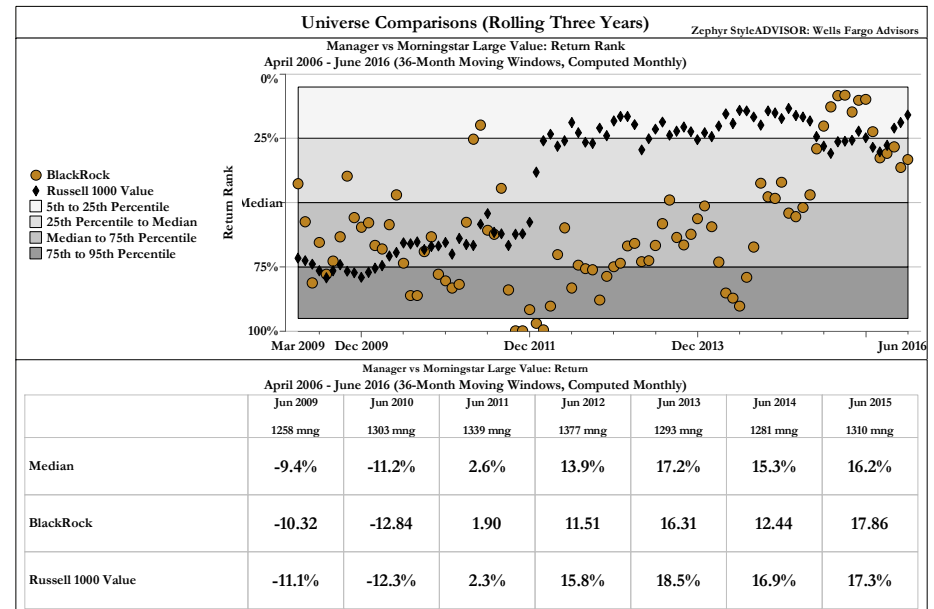 Universe Comparisons (Rolling Three Years)
Zephyr StyleADVISOR: Wells Fargo Advisors
Manager vs Morningstar Large Value: Return Rank
April 2006 - June 2016 (36-Month Moving Windows, Computed Monthly)
BlackRock
Russell 1000 Value
5th to 25th Percentile
25th Percentile to Median
Median to 75th Percentile
75th to 95th Percentile
Return Rank
0%
25%
Median
75%
100%
Mar 2009 Dec 2009 Dec 2011 Dec 2013 Jun 2016
Manager vs Morningstar Large Value: Return
April 2006 - June 2016 (36-Month Moving Windows, Computed Monthly)
Jun 2009 Jun 2010 Jun 2011 Jun 2012 Jun 2013 Jun 2014 Jun 2015
1258 mng 1303 mng 1339 mng 1377 mng 1293 mng 1281 mng 1310 mng
Median -9.4% -11.2% 2.6% 13.9% 17.2% 15.3% 16.2%
BlackRock -10.32 -12.84 1.90 11.51 16.31 12.44 17.86
Russell 1000 Value -11.1% -12.3% 2.3% 15.8% 18.5% 16.9% 17.3%